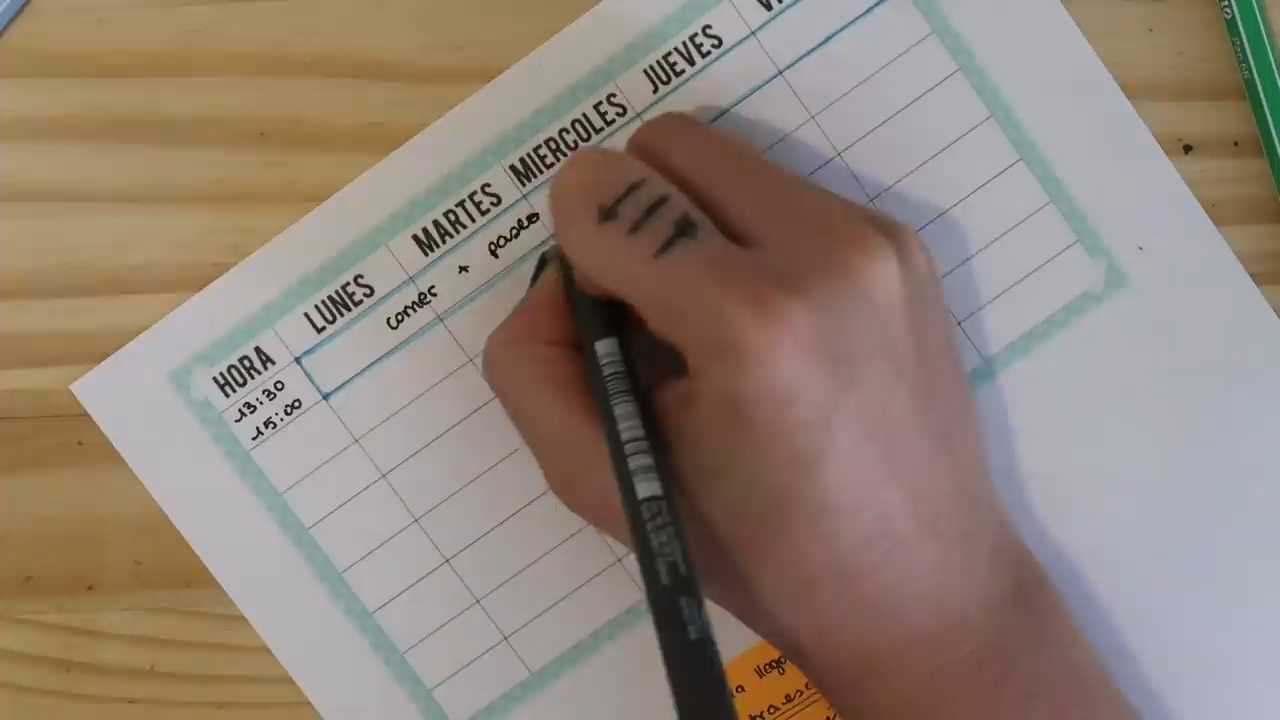 HORA LUNES MARTES MIERCOLES JUEVES
13:30
15:00
comer + paseo
llega